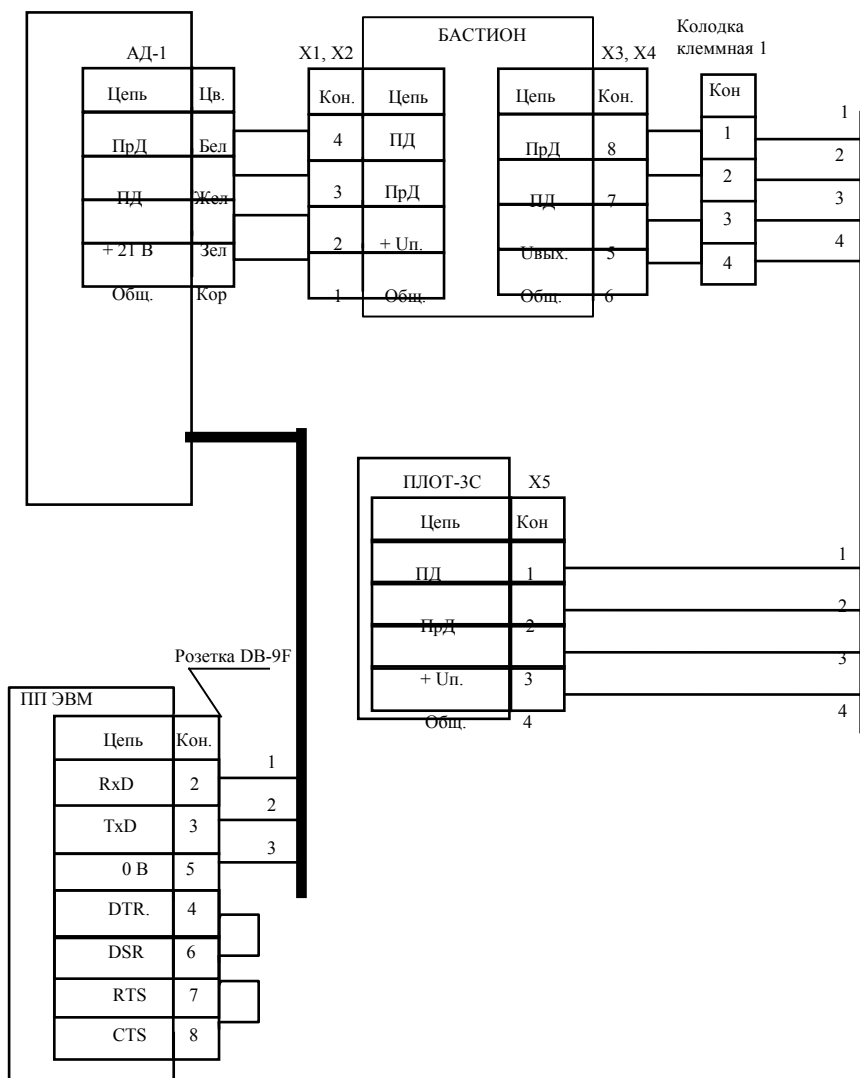 БАСТИОН
Колодка
клеммная 1
АД-1
X1, X2
X3, X4
Цепь Цв.
Кон. Цепь
Цепь Кон.
Кон
ПрД Бел
4 ПД
ПрД 8
1
1
ПД Жел
3 ПрД
ПД 7
2
2
+ 21 В Зел
2 + Uп.
Uвых. 5
3
3
Общ. Кор
1 Общ.
Общ. 6
4
4
ПЛОТ-3С X5
Цепь Кон
ПД 1
1
ПрД 2
2
+ Uп. 3
3
Общ. 4
4
Розетка DB-9F
ПП ЭВМ
Цепь Кон.
RxD 2
1
TxD 3
2
0 В 5
3
DTR. 4
DSR 6
RTS 7
CTS 8